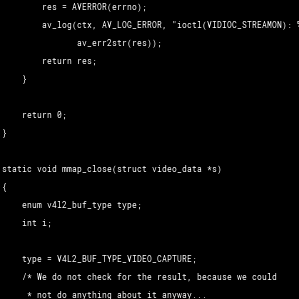 res = AVERROR(errno);
av_log(ctx, AV_LOG_ERROR, "ioctl(VIDIOC_STREAMON):
av_err2str(res));
return res;
}
return 0;
}
static void mmap_close(struct video_data *s)
{
enum v4l2_buf_type type;
int i;
type = V4L2_BUF_TYPE_VIDEO_CAPTURE;
/* We do not check for the result, because we could
* not do anything about it anyway...